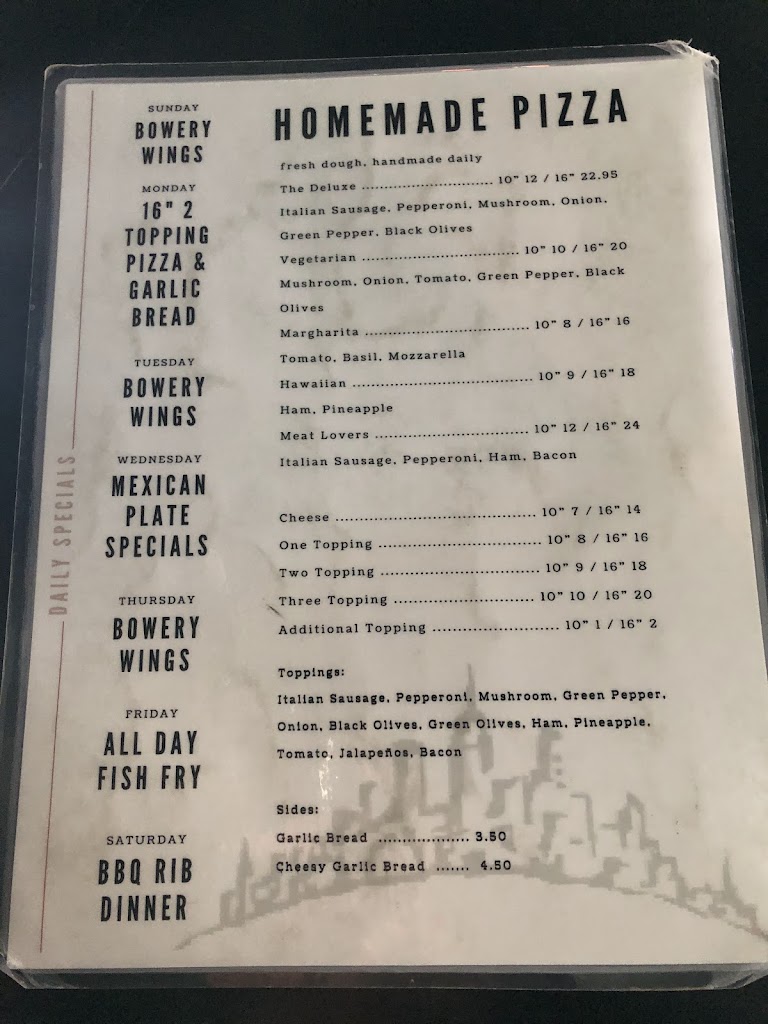 DAILY SPECIALS
SUNDAY
BOWERY
WINGS
MONDAY
16" 2
TOPPING
PIZZA &
GARLIC
BREAD
TUESDAY
BOWERY
WINGS
WEDNESDAY
MEXICAN
PLATE
SPECIALS
THURSDAY
BOWERY
WINGS
FRIDAY
ALL DAY
FISH FRY
SATURDAY
BBQ RIB
DINNER
HOMEMADE PIZZA
fresh dough, handmade daily
The Deluxe .............................. 10" 12 / 16" 22.95
Italian Sausage, Pepperoni, Mushroom, Onion,
Green Pepper, Black Olives
Vegetarian .................................... 10" 10 / 16" 20
Mushroom, Onion, Tomato, Green Pepper, Black
Olives
Margharita ..................................... 10" 8 / 16" 16
Tomato, Basil, Mozzarella
Hawaiian ......................................... 10" 9 / 16" 18
Ham, Pineapple
Meat Lovers ................................... 10" 12 / 16" 24
Italian Sausage, Pepperoni, Ham, Bacon
Cheese ............................................. 10" 7 / 16" 14
One Topping .................................... 10" 8 / 16" 16
Two Topping ................................... 10" 9 / 16" 18
Three Topping ............................... 10" 10 / 16" 20
Additional Topping ............................ 10" 1 / 16" 2
Toppings:
Italian Sausage, Pepperoni, Mushroom, Green Pepper,
Onion, Black Olives, Green Olives, Ham, Pineapple,
Tomato, Jalapeños, Bacon
Sides:
Garlic Bread ................... 3.50
Cheesy Garlic Bread ....... 4.50